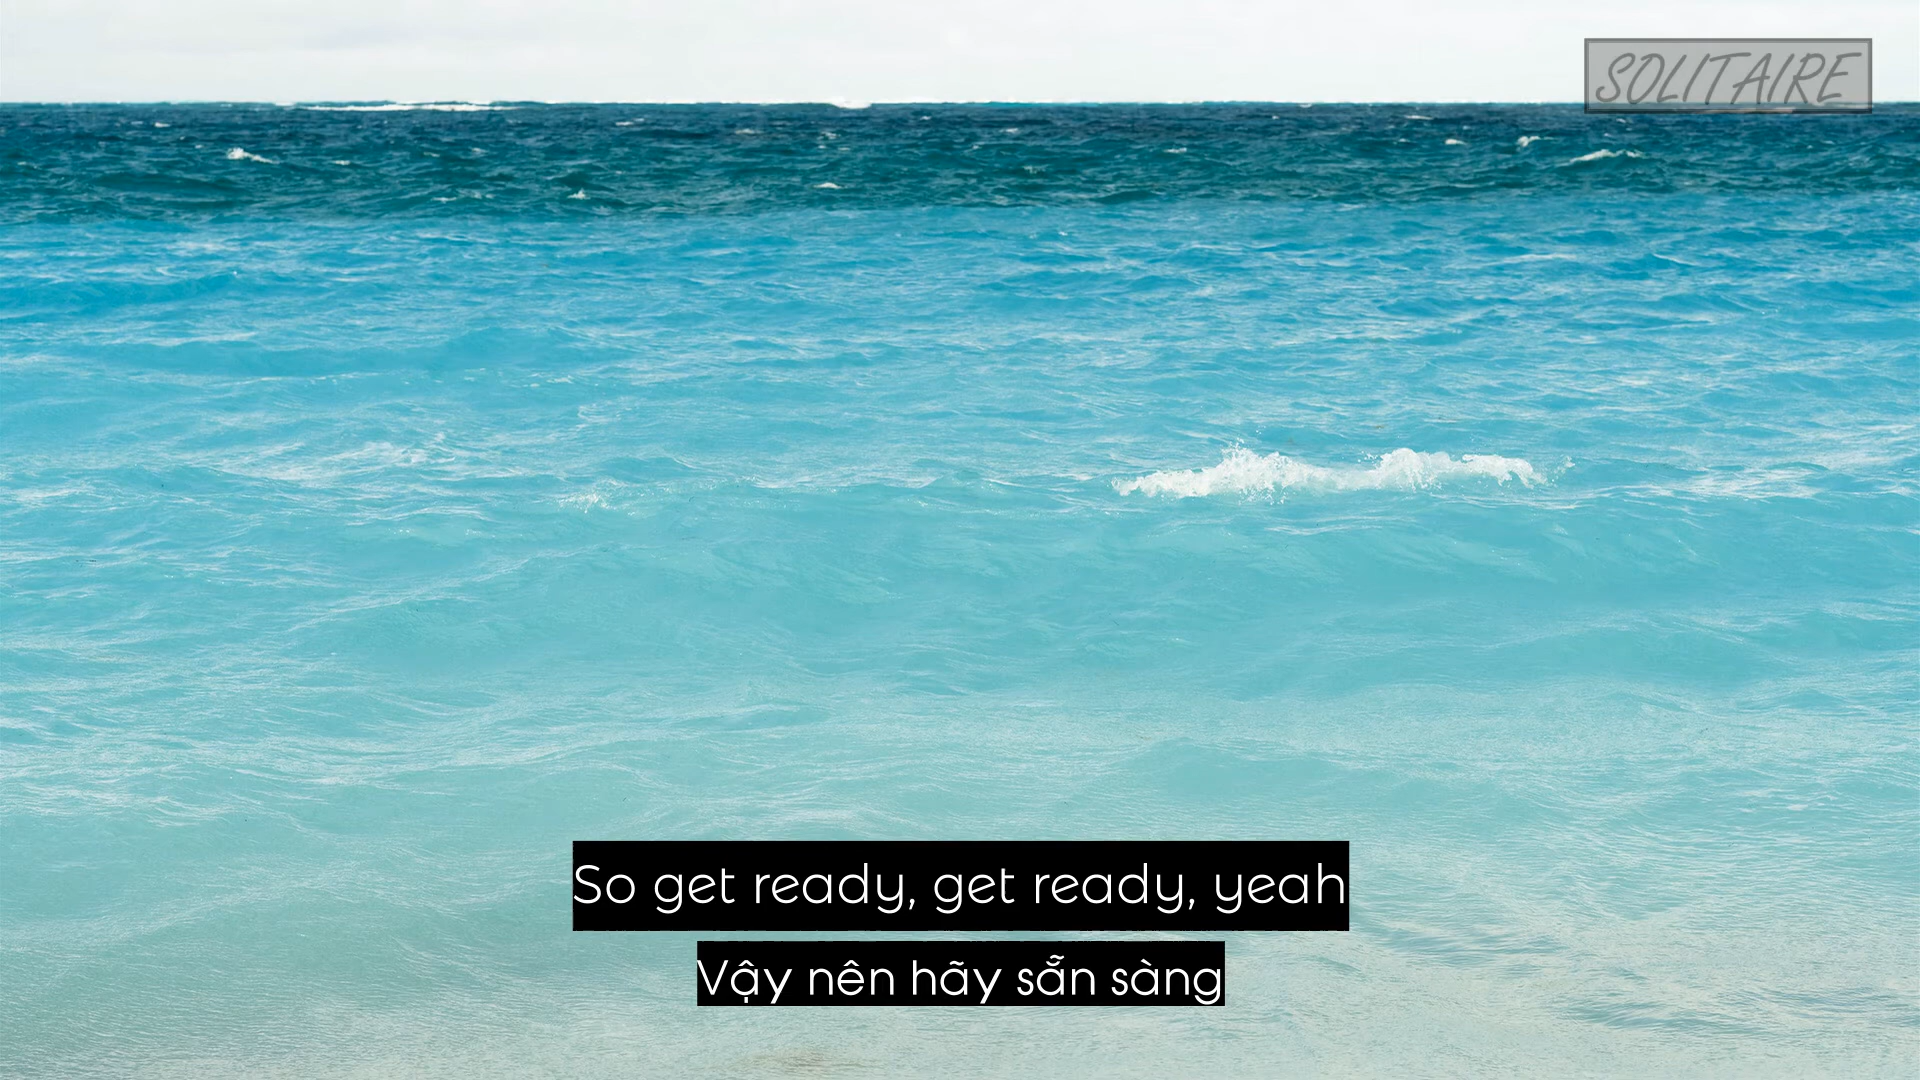 SOLITAIRE
So get ready, get ready, yeah
Vậy nên hãy sẵn sàng